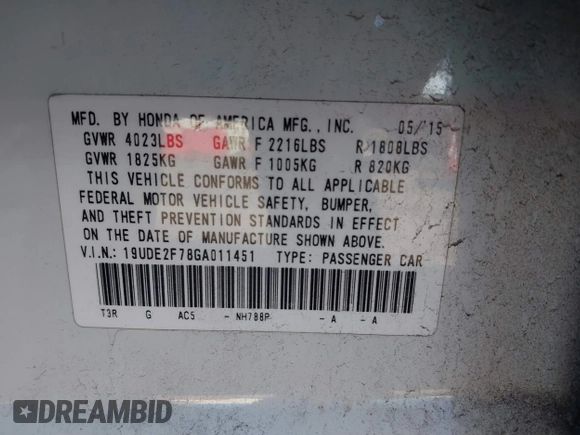 MFD. BY HONDA OF AMERICA MFG., INC. 05/15
GVWR 4023LBS GAWR F 2216LBS R 1808LBS
GVWR 1825KG GAWR F 1005KG R 820KG
THIS VEHICLE CONFORMS TO ALL APPLICABLE
FEDERAL MOTOR VEHICLE SAFETY, BUMPER,
AND THEFT PREVENTION STANDARDS IN EFFECT
ON THE DATE OF MANUFACTURE SHOWN ABOVE.
V.I.N.: 19UDE2F78GA011451 TYPE: PASSENGER CAR
T3R G AC5 - NH788P - A - A
DREAMBID